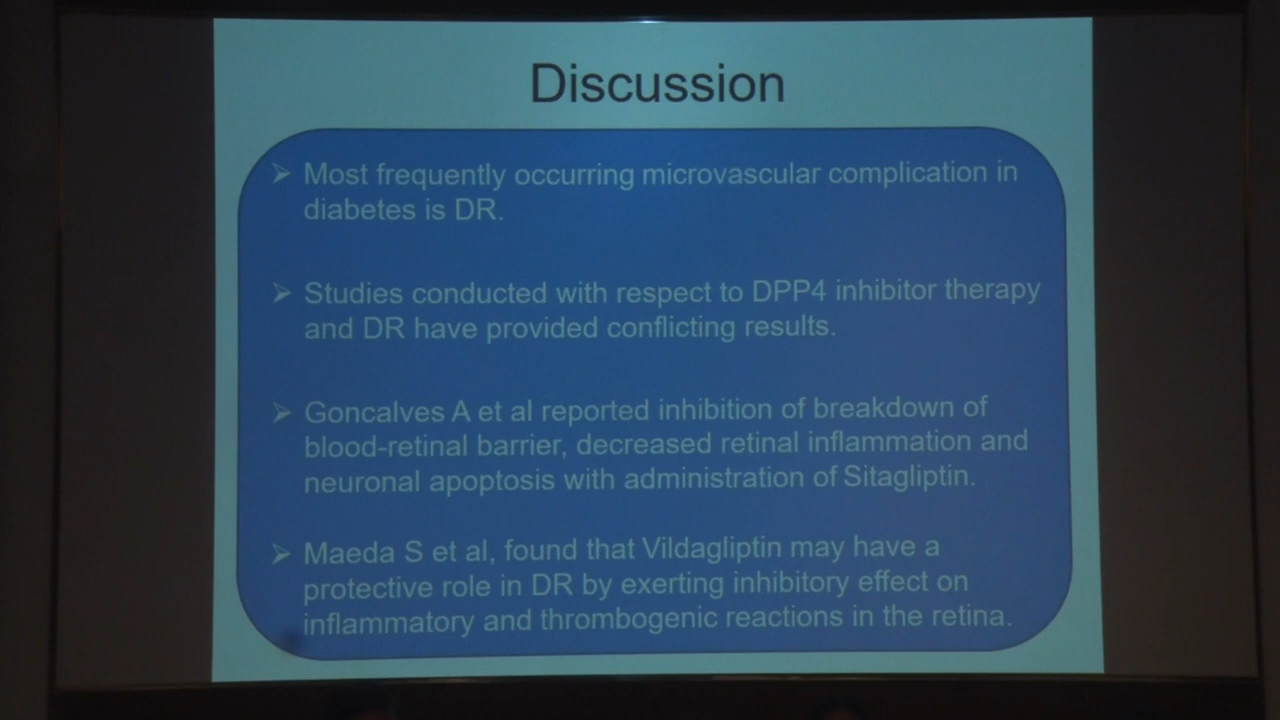 Discussion
➢ Most frequently occurring microvascular complication in
diabetes is DR.
➢ Studies conducted with respect to DPP4 inhibitor therapy
and DR have provided conflicting results.
➢ Goncalves A et al reported inhibition of breakdown of
blood-retinal barrier, decreased retinal inflammation and
neuronal apoptosis with administration of Sitagliptin.
➢ Maeda S et al, found that Vildagliptin may have a
protective role in DR by exerting inhibitory effect on
inflammatory and thrombogenic reactions in the retina.